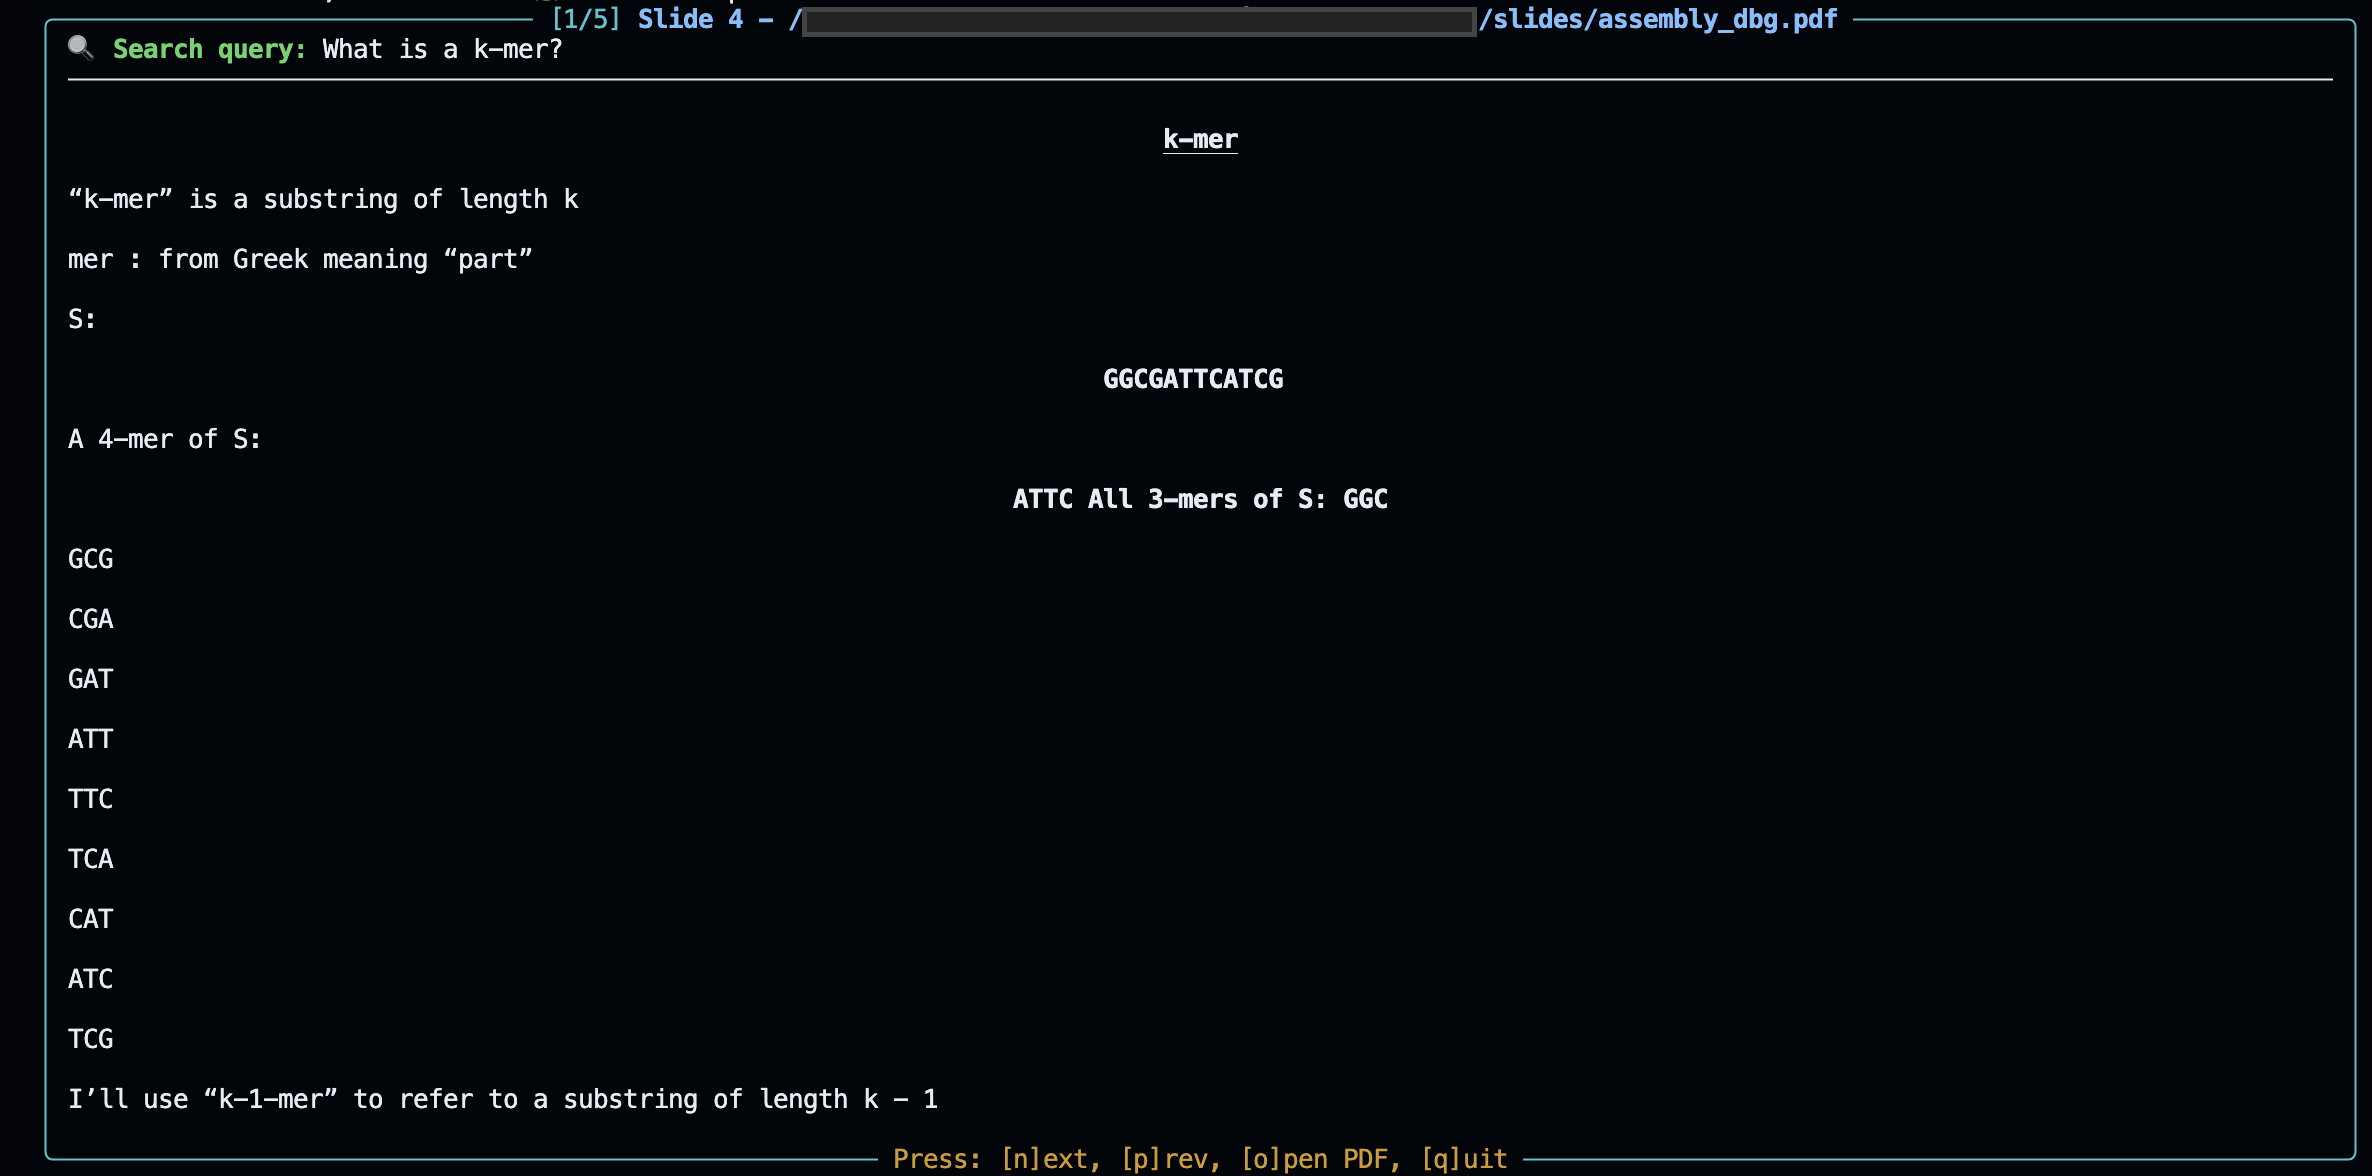 [1/5] Slide 4 – / /slides/assembly_dbg.pdf
Search query: What is a k-mer?
k-mer
“k-mer” is a substring of length k
mer : from Greek meaning “part”
S:
GGCGATTCATCG
A 4-mer of S:
ATTC All 3-mers of S: GGC
GCG
CGA
GAT
ATT
TTC
TCA
CAT
ATC
TCG
I’ll use “k-1-mer” to refer to a substring of length k - 1
Press: [n]ext, [p]rev, [o]pen PDF, [q]uit